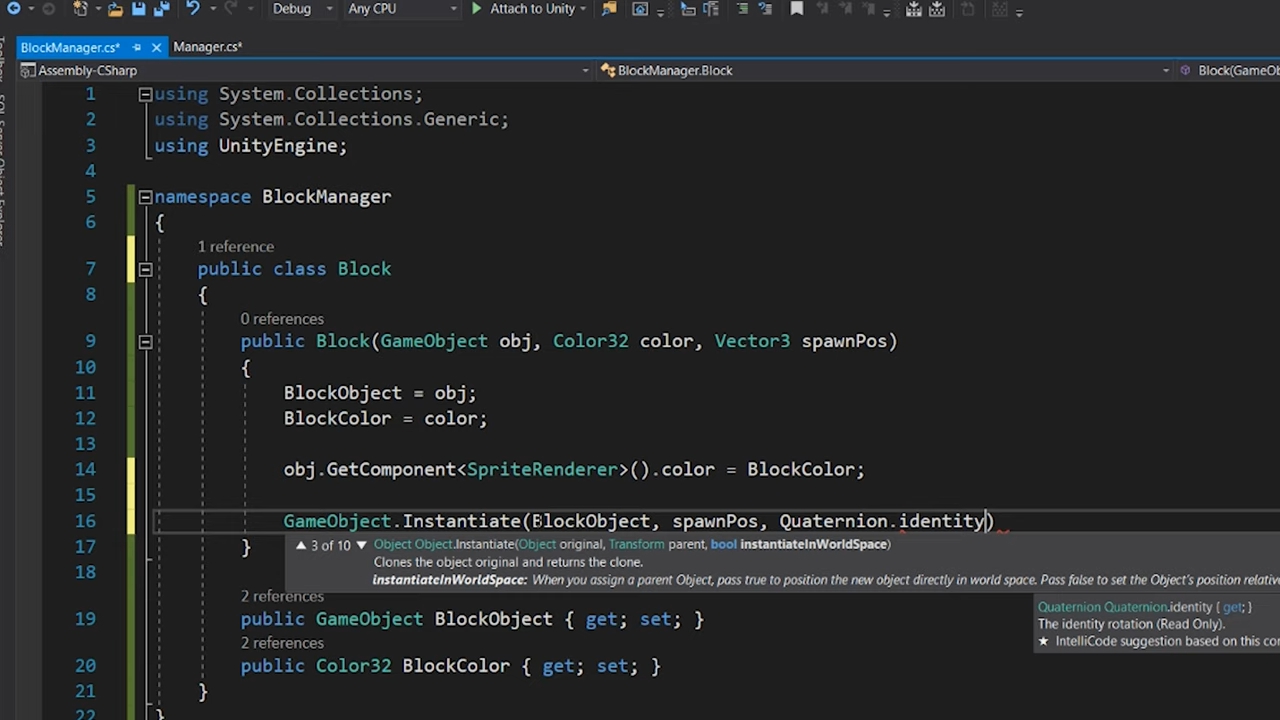 Debug Any CPU Attach to Unity
BlockManager.cs* Manager.cs*
Assembly-CSharp BlockManager.Block Block(GameO
1 using System.Collections;
2 using System.Collections.Generic;
3 using UnityEngine;
4
5 namespace BlockManager
6 {
1 reference
7 public class Block
8 {
0 references
9 public Block(GameObject obj, Color32 color, Vector3 spawnPos)
10 {
11 BlockObject = obj;
12 BlockColor = color;
13
14 obj.GetComponent<SpriteRenderer>().color = BlockColor;
15
16 GameObject.Instantiate(BlockObject, spawnPos, Quaternion.identity)
17 }
▲ 3 of 10 ▼ Object Object.Instantiate(Object original, Transform parent, bool instantiateInWorldSpace)
Clones the object original and returns the clone.
18
instantiateInWorldSpace: When you assign a parent Object, pass true to position the new object directly in world space. Pass false to set the Object's position relative
2 references
Quaternion Quaternion.identity { get; }
19 public GameObject BlockObject { get; set; }
The identity rotation (Read Only).
2 references
★ IntelliCode suggestion based on this co
20 public Color32 BlockColor { get; set; }
21 }
22 }